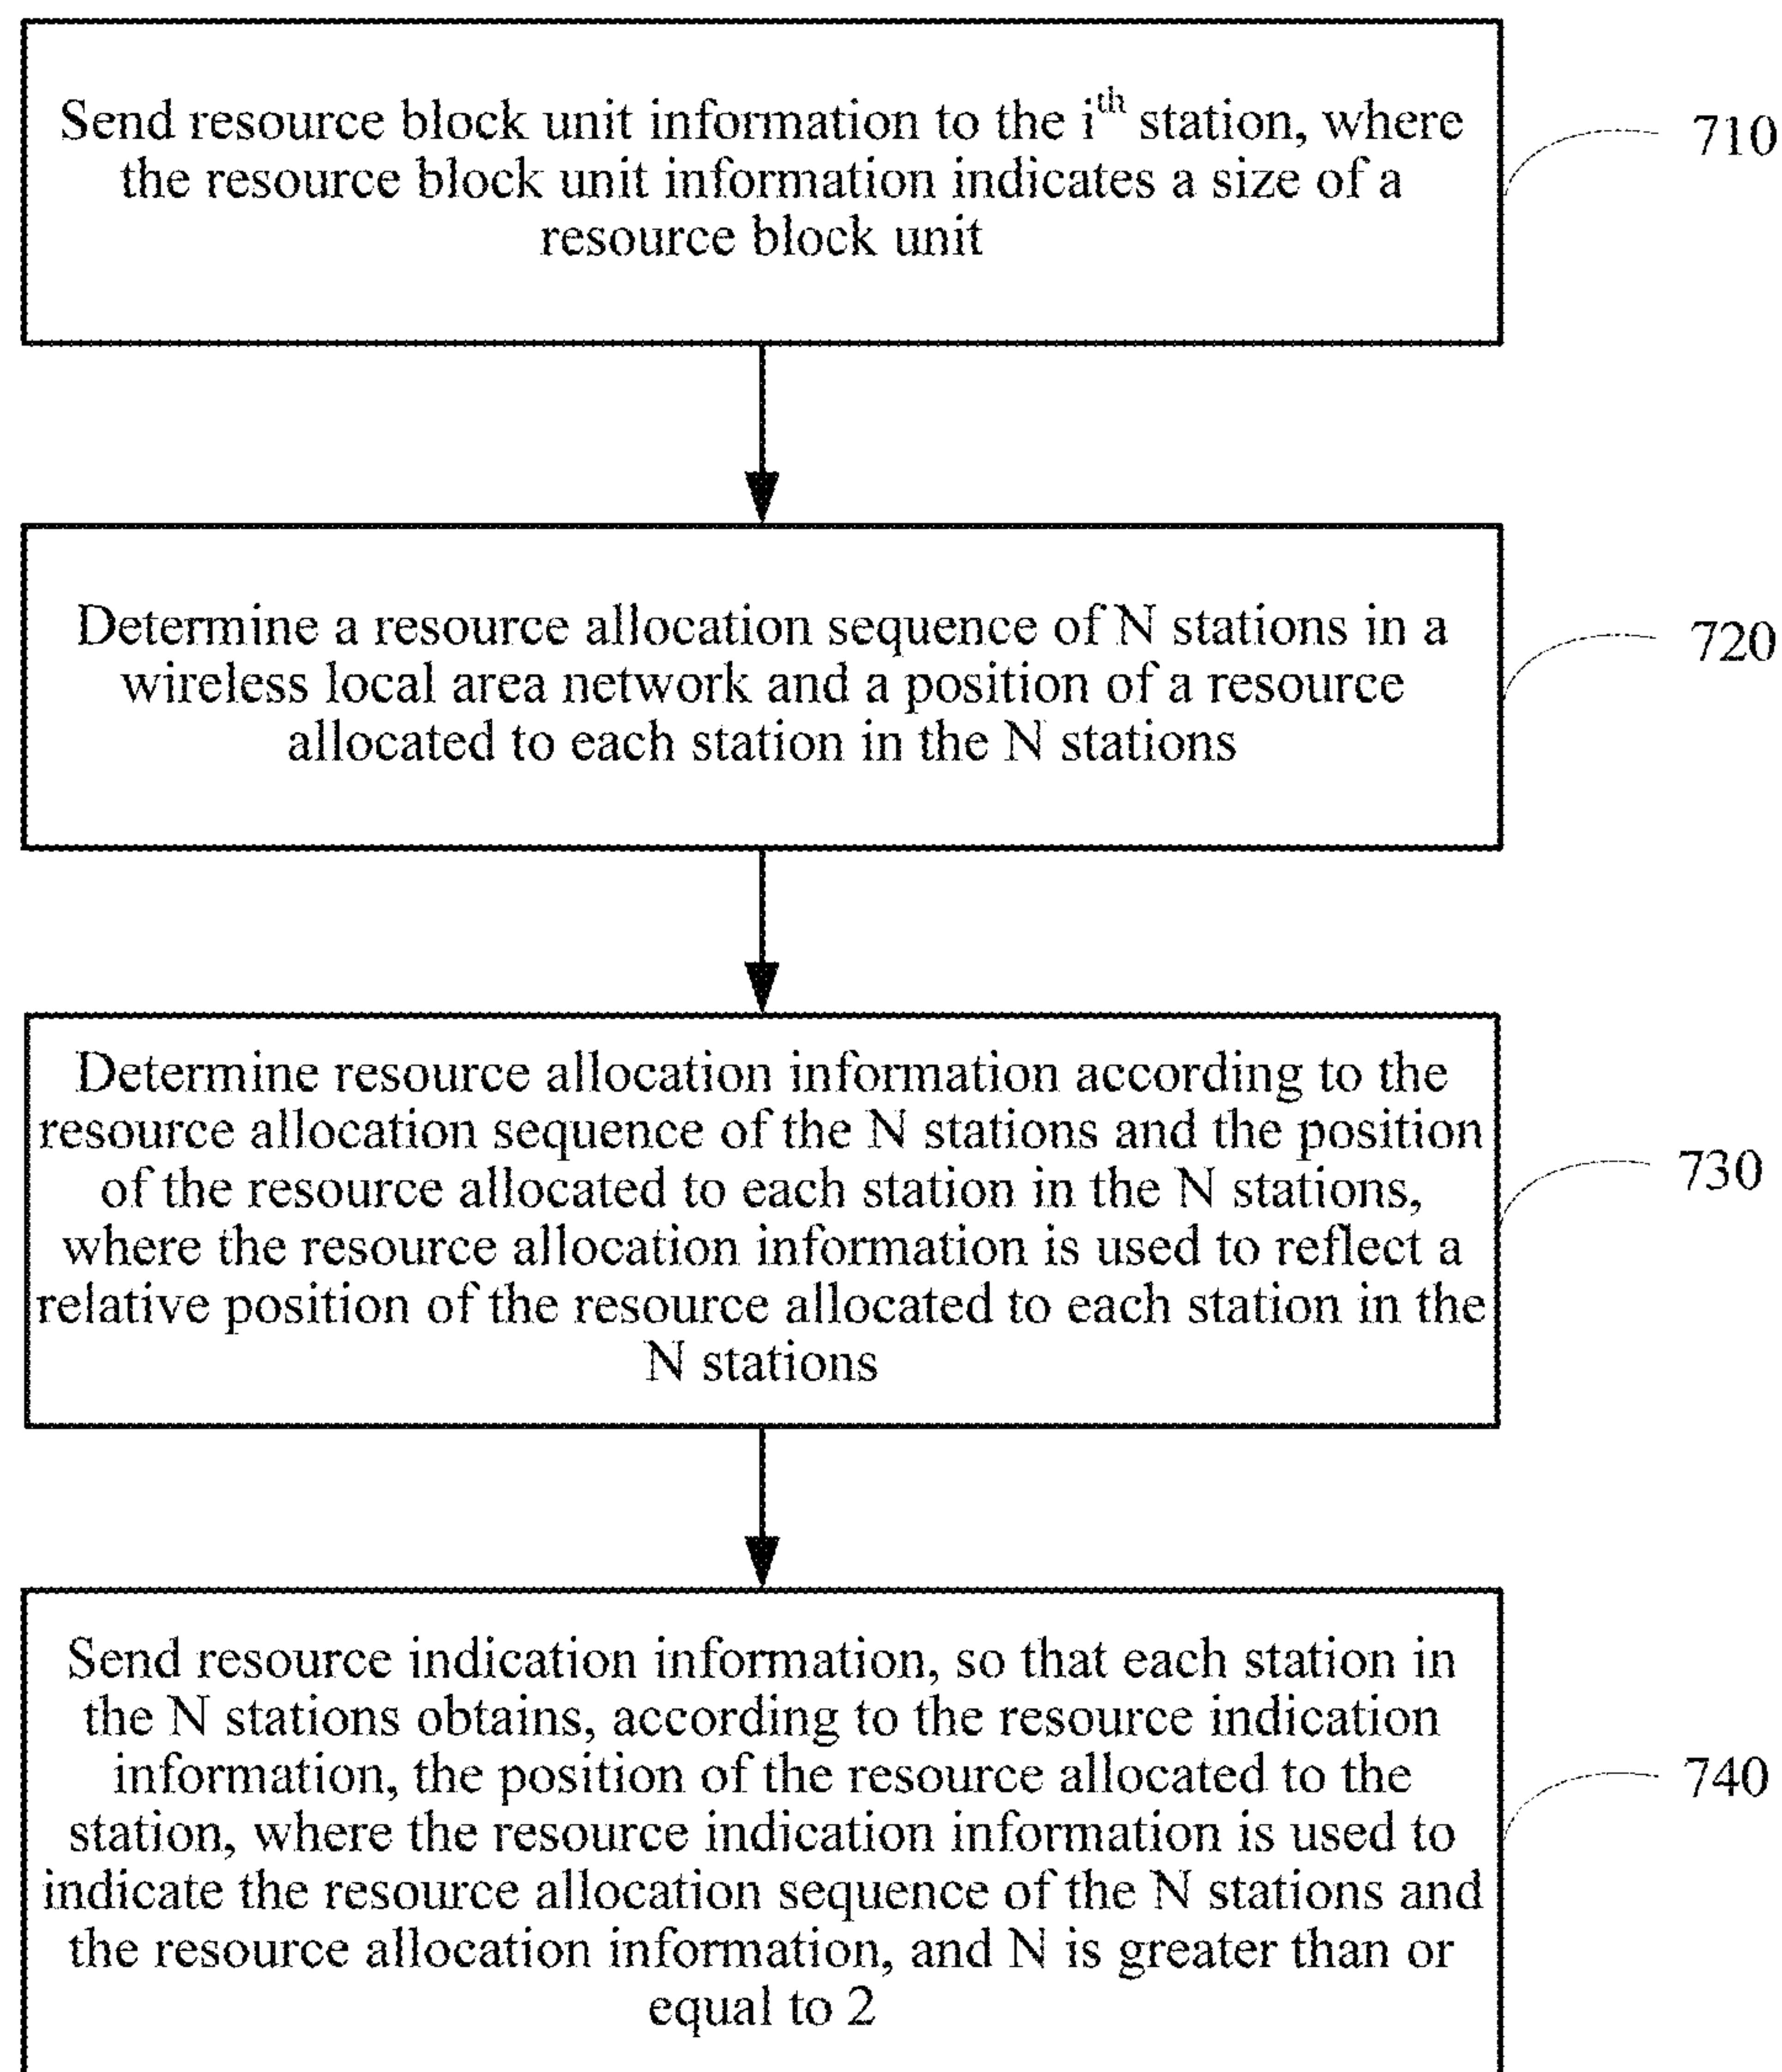 Send resource block unit information to the iᵗʰ station, where
the resource block unit information indicates a size of a
resource block unit
710
Determine a resource allocation sequence of N stations in a
wireless local area network and a position of a resource
allocated to each station in the N stations
720
Determine resource allocation information according to the
resource allocation sequence of the N stations and the position
of the resource allocated to each station in the N stations,
where the resource allocation information is used to reflect a
relative position of the resource allocated to each station in the
N stations
730
Send resource indication information, so that each station in
the N stations obtains, according to the resource indication
information, the position of the resource allocated to the
station, where the resource indication information is used to
indicate the resource allocation sequence of the N stations and
the resource allocation information, and N is greater than or
equal to 2
740